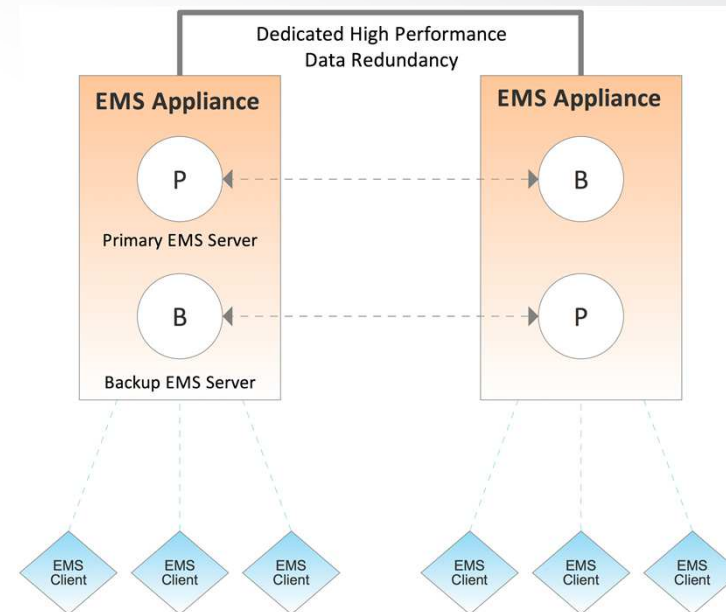 Dedicated High Performance
Data Redundancy
EMS Appliance
EMS Appliance
P
B
Primary EMS Server
B
P
Backup EMS Server
EMS
Client
EMS
Client
EMS
Client
EMS
Client
EMS
Client
EMS
Client